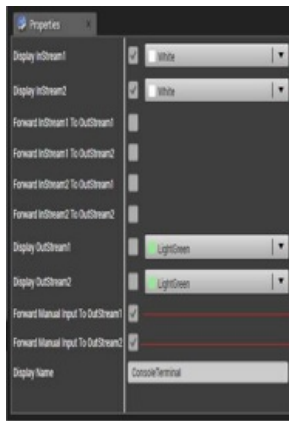 Properties x
Display InStream1 White
Display InStream2 White
Forward InStream1 To OutStream1
Forward InStream1 To OutStream2
Forward InStream2 To OutStream1
Forward InStream2 To OutStream2
Display OutStream1 LightGreen
Display OutStream2 LightGreen
Forward Manual Input To OutStream1
Forward Manual Input To OutStream2
Display Name ConsoleTerminal